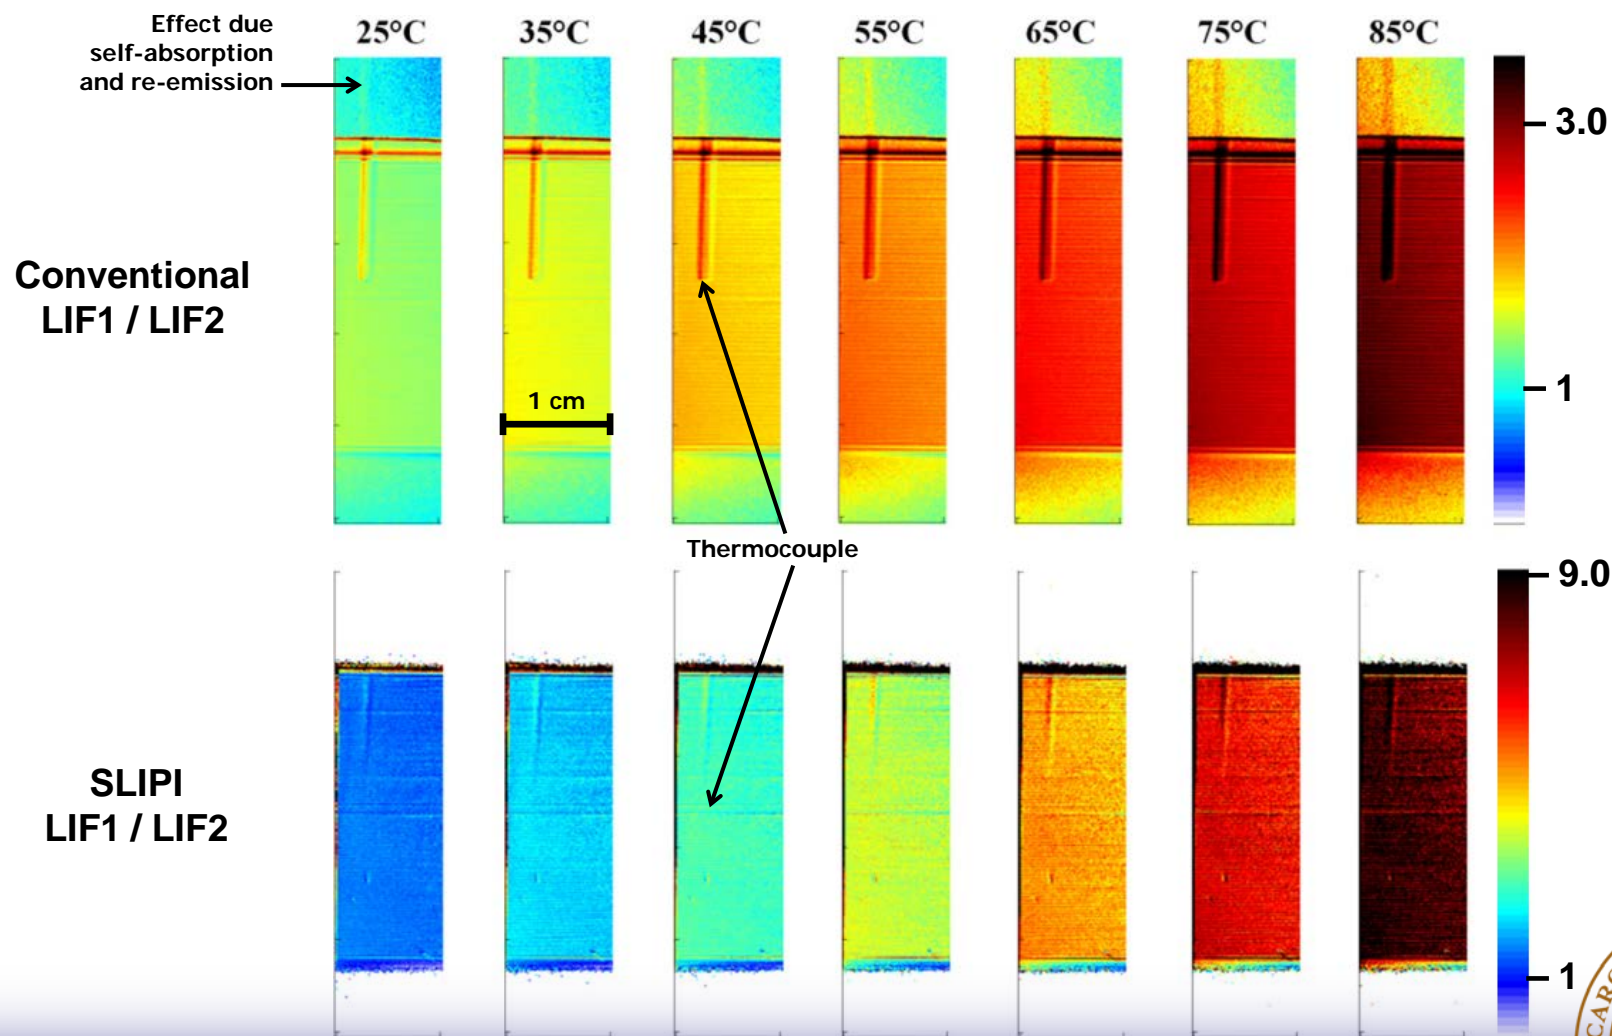 Effect due
self-absorption
and re-emission
25°C
35°C
45°C
55°C
65°C
75°C
85°C
3.0
1
Conventional
LIF1 / LIF2
1 cm
Thermocouple
9.0
1
SLIPI
LIF1 / LIF2
CARO